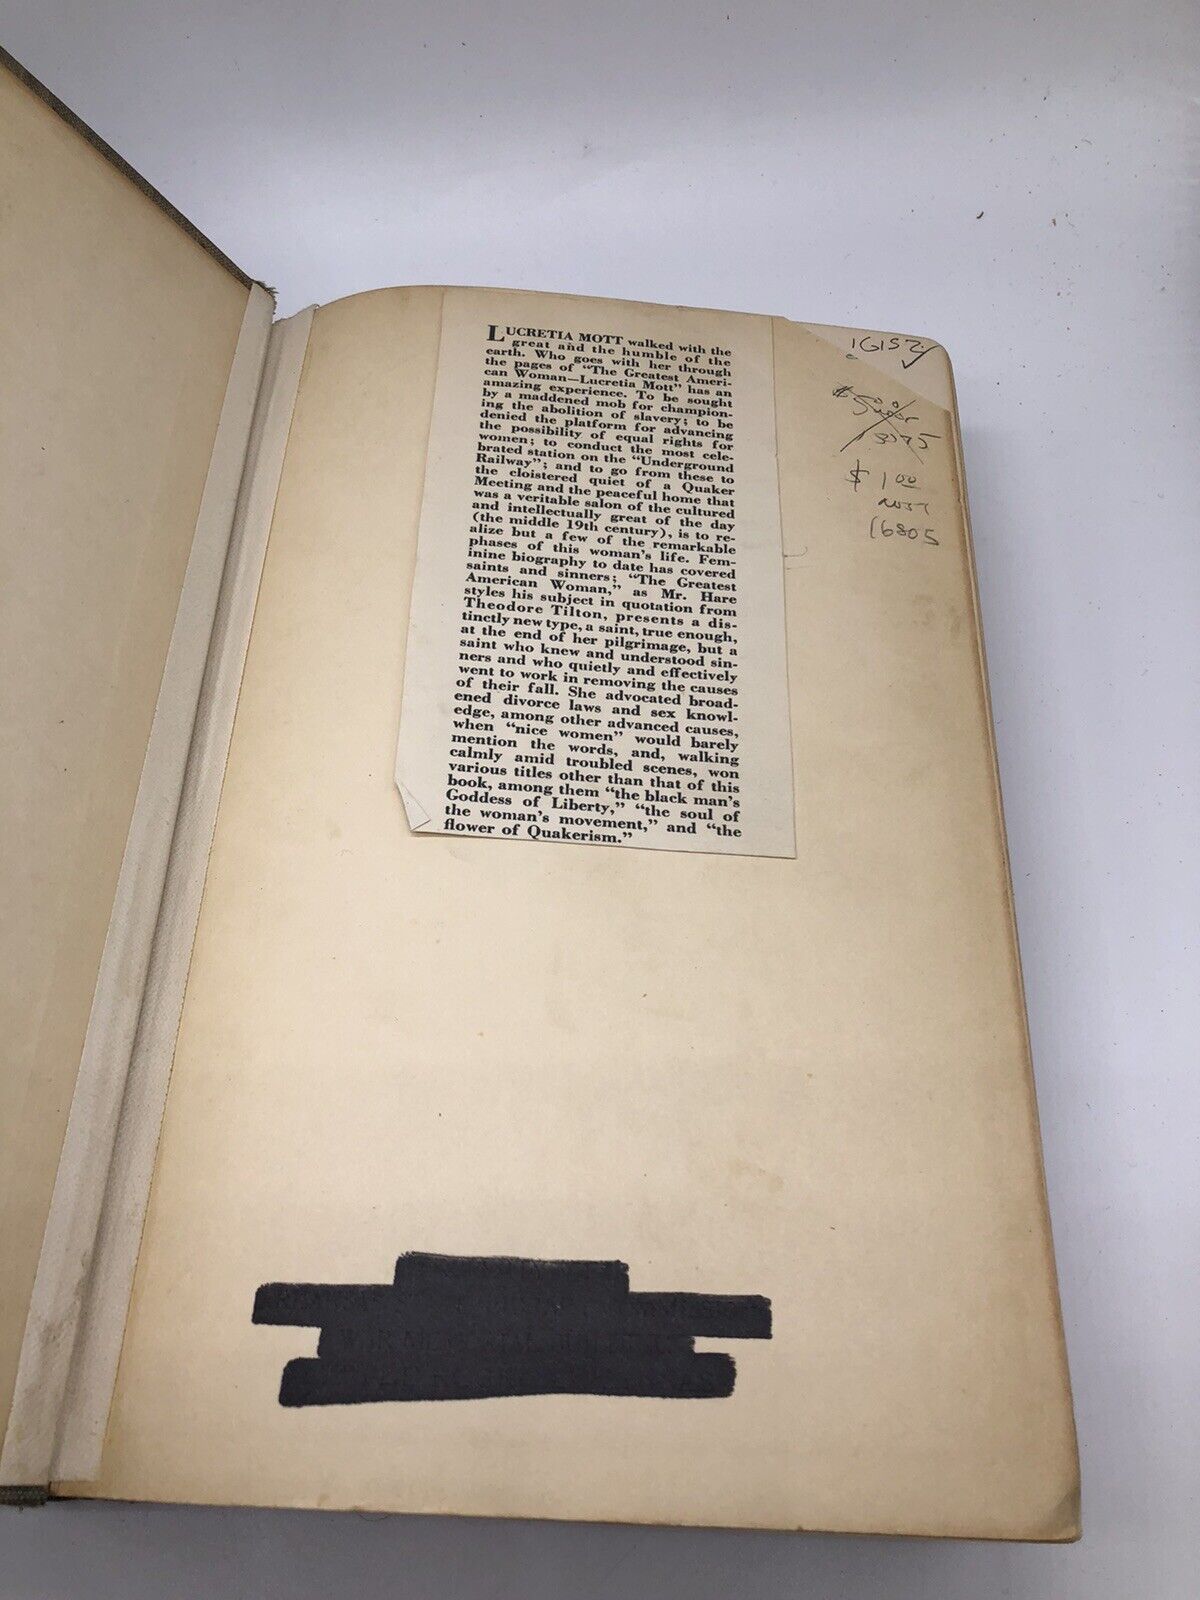 LUCRETIA MOTT walked with the
great and the humble of the
earth. Who goes with her through
the pages of "The Greatest Ameri-
can Woman—Lucretia Mott" has an
amazing experience. To be sought
by a maddened mob for champion-
ing the abolition of slavery; to be
denied the platform for advancing
the possibility of equal rights for
women; to conduct the most cele-
brated station on the "Underground
Railway"; and to go from these to
the cloistered quiet of a Quaker
Meeting and the peaceful home that
was a veritable salon of the cultured
and intellectually great of the day
(the middle 19th century), is to re-
alize but a few of the remarkable
phases of this woman's life. Fem-
inine biography to date has covered
saints and sinners; "The Greatest
American Woman," as Mr. Hare
styles his subject in quotation from
Theodore Tilton, presents a dis-
tinctly new type, a saint, true enough,
at the end of her pilgrimage, but a
saint who knew and understood sin-
ners and who quietly and effectively
went to work in removing the causes
of their fall. She advocated broad-
ened divorce laws and sex knowl-
edge, among other advanced causes,
when "nice women" would barely
mention the words, and, walking
calmly amid troubled scenes, won
various titles other than that of this
book, among them "the black man's
Goddess of Liberty," "the soul of
the woman's movement," and "the
flower of Quakerism."
$ 1 00
16805